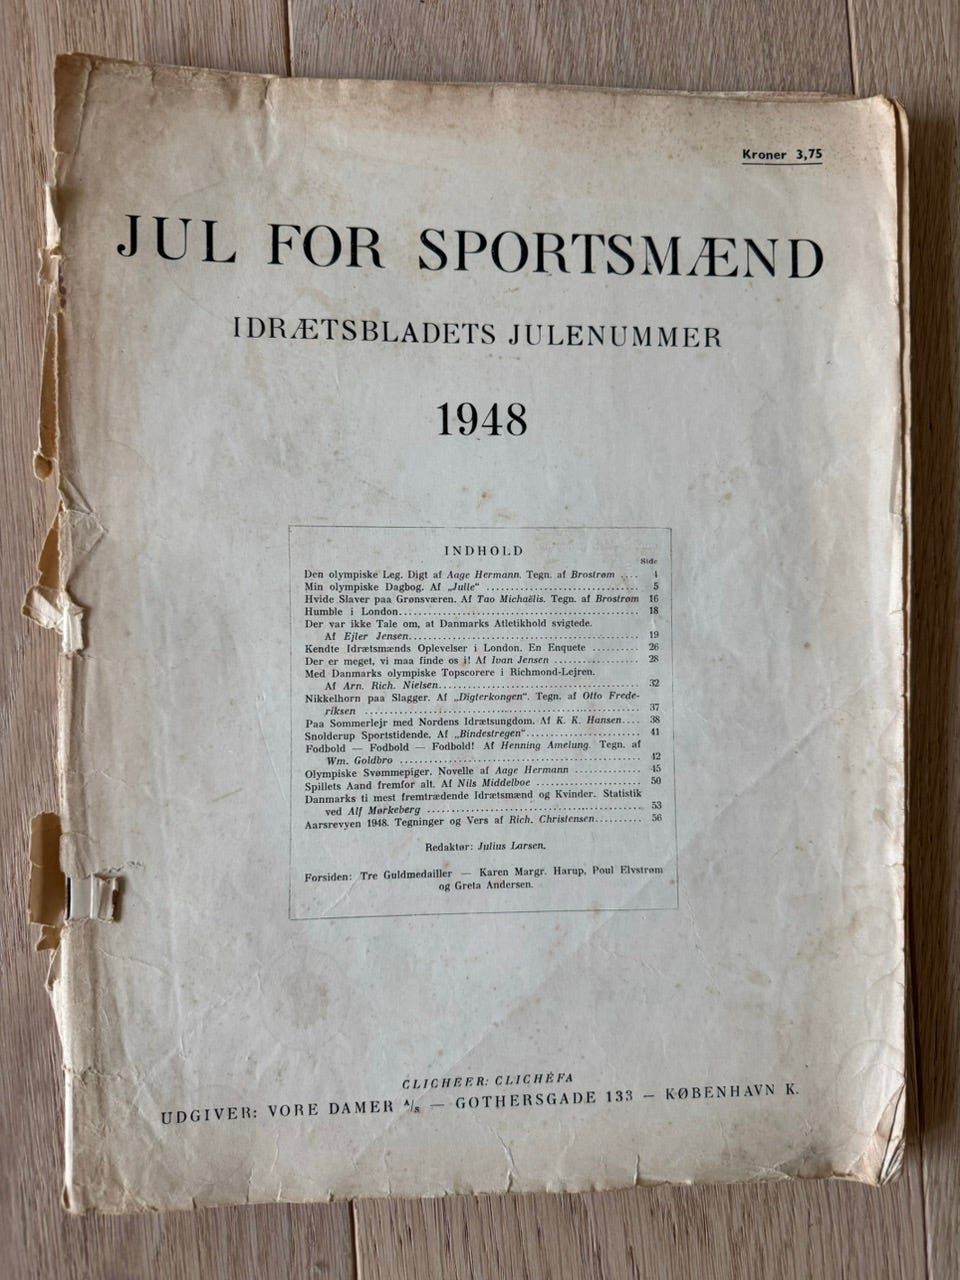 Kroner 3,75
JUL FOR SPORTSMÆND
IDRÆTSBLADETS JULENUMMER
1948
INDHOLD
Side
Den olympiske Leg. Digt af Aage Hermann. Tegn. af Brostrøm .... 4
Min olympiske Dagbog. Af „Julle“ ................................ 5
Hvide Slaver paa Grønsværen. Af Tao Michaëlis. Tegn. af Brostrøm 16
Humble i London.................................................. 18
Der var ikke Tale om, at Danmarks Atletikhold svigtede.
Af Ejler Jensen............................................... 19
Kendte Idrætsmænds Oplevelser i London. En Enquete .......... 26
Der er meget, vi maa finde os i! Af Ivan Jensen .................. 28
Med Danmarks olympiske Topscorere i Richmond-Lejren.
Af Arn. Rich. Nielsen......................................... 32
Nikkelhorn paa Slagger. Af „Digterkongen“. Tegn. af Otto Frede-
riksen ........................................................ 37
Paa Sommerlejr med Nordens Idrætsungdom. Af K. K. Hansen.... 38
Snolderup Sportstidende. Af „Bindestregen“....................... 41
Fodbold — Fodbold — Fodbold! Af Henning Amelung. Tegn. af
Wm. Goldbro .................................................. 42
Olympiske Svømmepiger. Novelle af Aage Hermann .............. 45
Spillets Aand fremfor alt. Af Nils Middelboe ...................... 50
Danmarks ti mest fremtrædende Idrætsmænd og Kvinder. Statistik
ved Alf Mørkeberg ............................................ 53
Aarsrevyen 1948. Tegninger og Vers af Rich. Christensen.......... 56
Redaktør: Julius Larsen.
Forsiden: Tre Guldmedailler — Karen Margr. Harup, Poul Elvstrøm
og Greta Andersen.
CLICHEER: CLICHÉFA
UDGIVER: VORE DAMER A/S — GOTHERSGADE 133 — KØBENHAVN K.